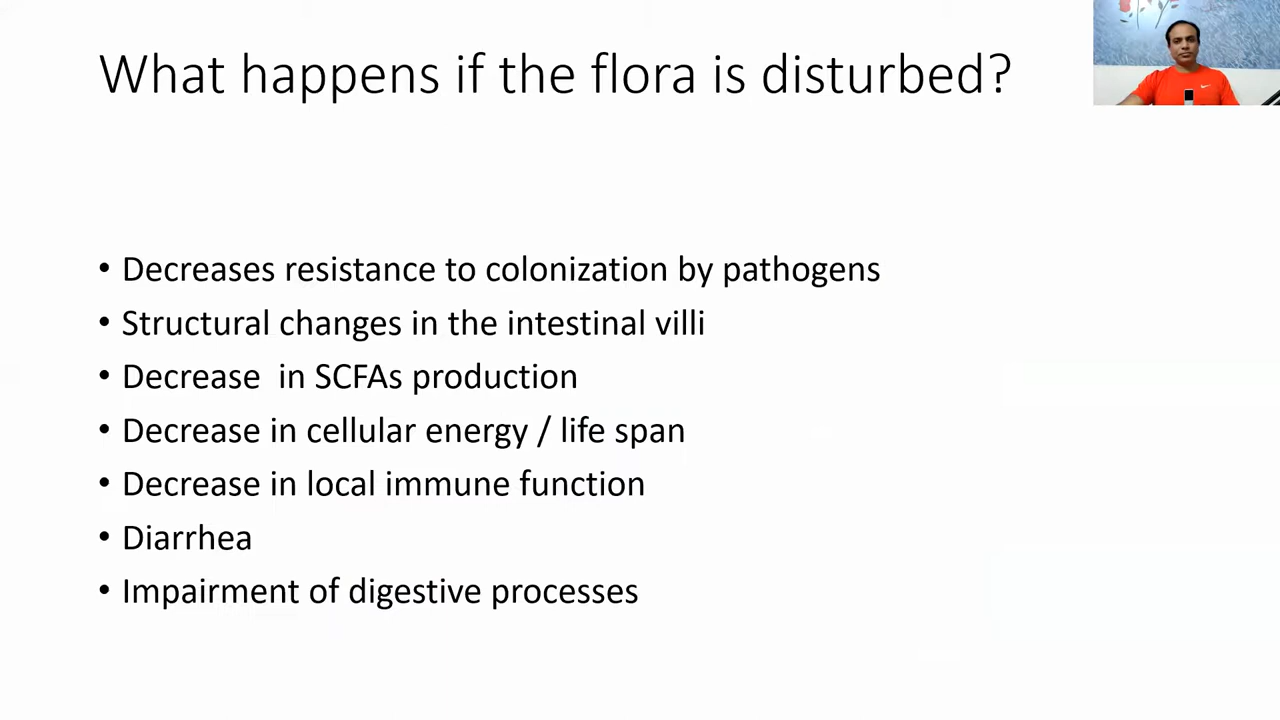 What happens if the flora is disturbed?
• Decreases resistance to colonization by pathogens
• Structural changes in the intestinal villi
• Decrease  in SCFAs production
• Decrease in cellular energy / life span
• Decrease in local immune function
• Diarrhea
• Impairment of digestive processes